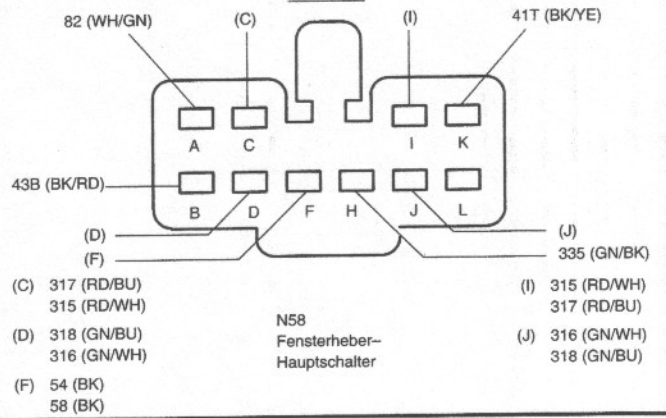 82 (WH/GN)
(C)
(I)
41T (BK/YE)
A
C
I
K
43B (BK/RD)
B
D
F
H
J
L
(D)
(J)
(F)
335 (GN/BK)
(C) 317 (RD/BU)
315 (RD/WH)
(I) 315 (RD/WH)
317 (RD/BU)
(D) 318 (GN/BU)
316 (GN/WH)
N58
Fensterheber–
Hauptschalter
(J) 316 (GN/WH)
318 (GN/BU)
(F) 54 (BK)
58 (BK)